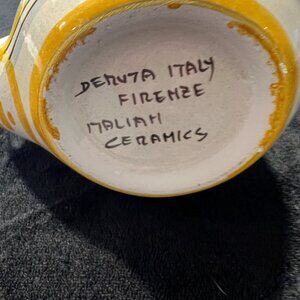 DERUTA ITALY
FIRENZE
ITALIAN
CERAMICS